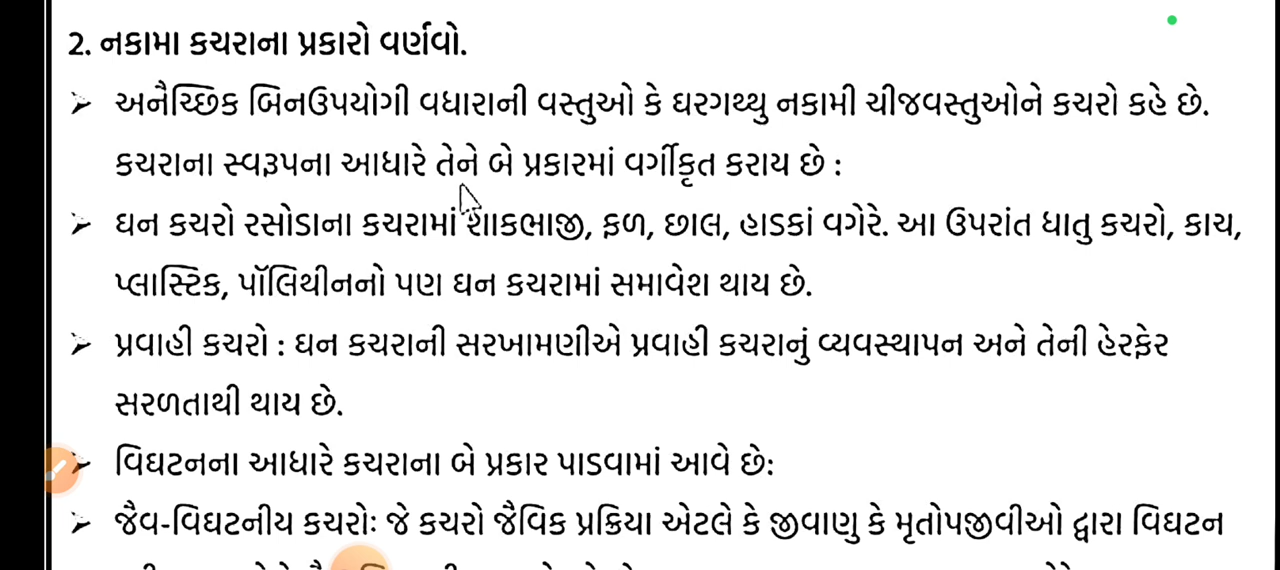 2. નકામા કચરાના પ્રકારો વર્ણવો.
➢ અનૈચ્છિક બિનઉપયોગી વધારાની વસ્તુઓ કે ઘરગથ્થુ નકામી ચીજવસ્તુઓને કચરો કહે છે.
કચરાના સ્વરૂપના આધારે તેને બે પ્રકારમાં વર્ગીકૃત કરાય છે :
➢ ઘન કચરો રસોડાના કચરામાં શાકભાજી, ફળ, છાલ, હાડકાં વગેરે. આ ઉપરાંત ધાતુ કચરો, કાચ,
પ્લાસ્ટિક, પૉલિથીનનો પણ ઘન કચરામાં સમાવેશ થાય છે.
➢ પ્રવાહી કચરો : ઘન કચરાની સરખામણીએ પ્રવાહી કચરાનું વ્યવસ્થાપન અને તેની હેરફેર
સરળતાથી થાય છે.
➢ વિઘટનના આધારે કચરાના બે પ્રકાર પાડવામાં આવે છે:
➢ જૈવ-વિઘટનીય કચરોઃ જે કચરો જૈવિક પ્રક્રિયા એટલે કે જીવાણુ કે મૃતોપજીવીઓ દ્વારા વિઘટન